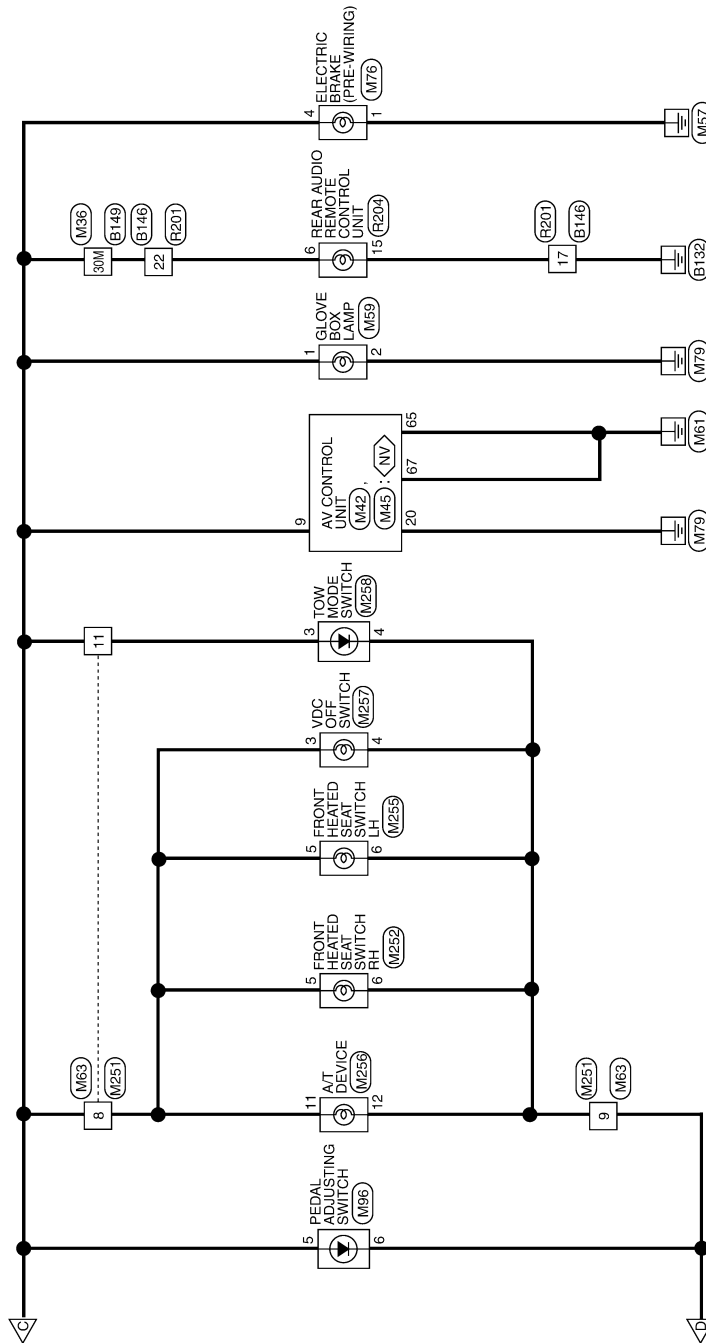 C
D
5
PEDAL
ADJUSTING
SWITCH
M96
6
M63
8
M251
11
A/T
DEVICE
M256
12
M251
9
M63
5
FRONT
HEATED
SEAT
SWITCH
RH
M252
6
5
FRONT
HEATED
SEAT
SWITCH
LH
M255
6
3
VDC
OFF
SWITCH
M257
4
11
3
TOW
MODE
SWITCH
M258
4
9
AV CONTROL
UNIT
M42 ,
M45 : NV
20
67
65
M79
M61
1
GLOVE
BOX
LAMP
M59
2
M79
M36
30M
B149
B146
22
R201
6
REAR AUDIO
REMOTE
CONTROL
UNIT
R204
15
R201
17
B146
B132
4
ELECTRIC
BRAKE
(PRE-WIRING)
M76
1
M57